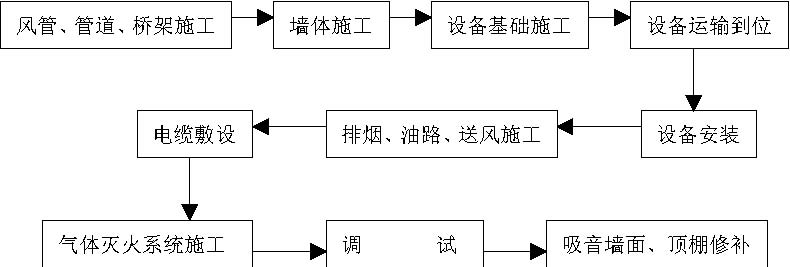 风管、管道、桥架施工
墙体施工
设备基础施工
设备运输到位
设备安装
排烟、油路、送风施工
电缆敷设
气体灭火系统施工
调 试
吸音墙面、顶棚修补